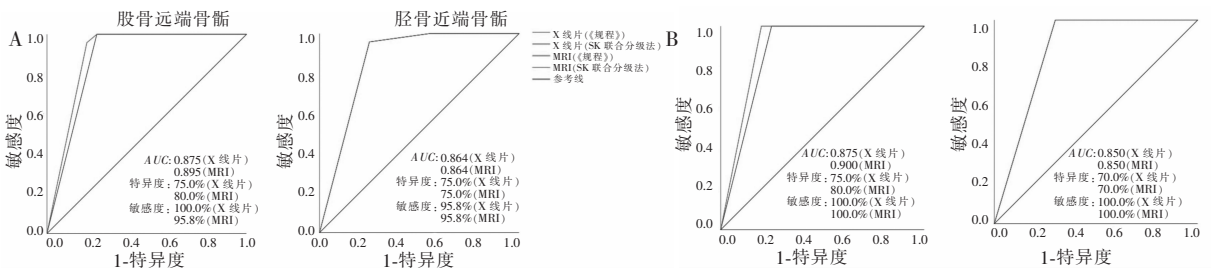 股骨远端骨骺
胫骨近端骨骺
A
1.0
0.8
0.6
0.4
0.2
0.0
敏感度
AUC:0.875(X 线片)
0.895(MRI)
特异度:75.0%(X 线片)
80.0%(MRI)
敏感度:100.0%(X 线片)
95.8%(MRI)
0.0 0.2 0.4 0.6 0.8 1.0
1-特异度
1.0
0.8
0.6
0.4
0.2
0.0
敏感度
AUC:0.864(X 线片)
0.864(MRI)
特异度:75.0%(X 线片)
75.0%(MRI)
敏感度:95.8%(X 线片)
95.8%(MRI)
0.0 0.2 0.4 0.6 0.8 1.0
1-特异度
X 线片(《规程》)
X 线片(SK 联合分级法)
MRI(《规程》)
MRI(SK 联合分级法)
参考线
B
1.0
0.8
0.6
0.4
0.2
0.0
敏感度
AUC:0.875(X 线片)
0.900(MRI)
特异度:75.0%(X 线片)
80.0%(MRI)
敏感度:100.0%(X 线片)
100.0%(MRI)
0.0 0.2 0.4 0.6 0.8 1.0
1-特异度
1.0
0.8
0.6
0.4
0.2
0.0
敏感度
AUC:0.850(X 线片)
0.850(MRI)
特异度:70.0%(X 线片)
70.0%(MRI)
敏感度:100.0%(X 线片)
100.0%(MRI)
0.0 0.2 0.4 0.6 0.8 1.0
1-特异度